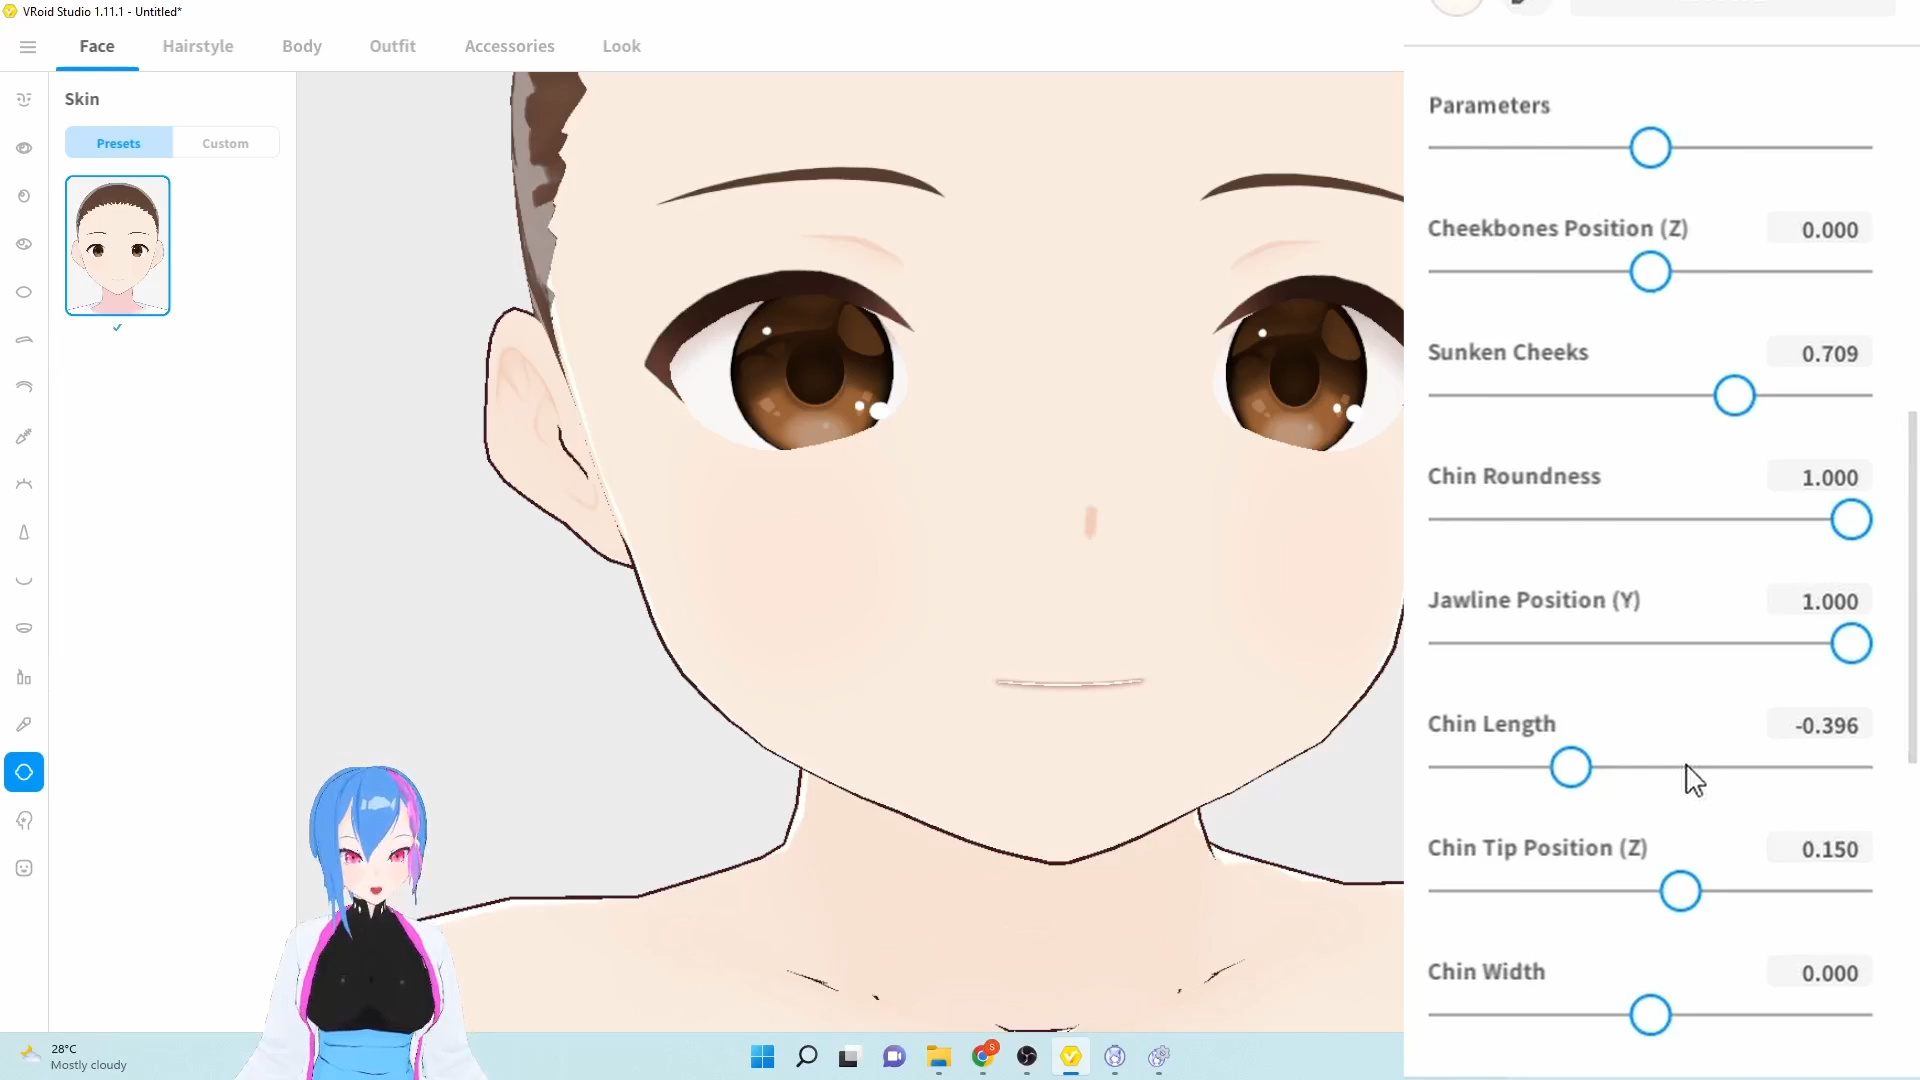 VRoid Studio 1.11.1 - Untitled*
Face
Hairstyle
Body
Outfit
Accessories
Look
Skin
Presets
Custom
Parameters
Cheekbones Position (Z)
0.000
Sunken Cheeks
0.709
Chin Roundness
1.000
Jawline Position (Y)
1.000
Chin Length
-0.396
Chin Tip Position (Z)
0.150
Chin Width
0.000
28°C
Mostly cloudy
S